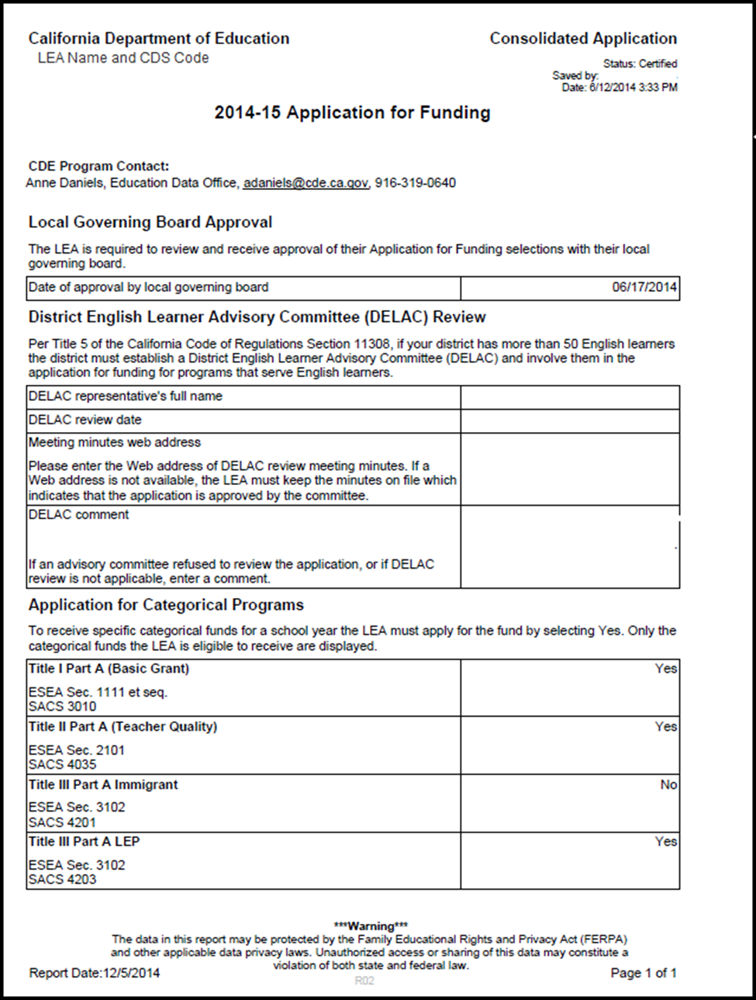 California Department of Education
Consolidated Application
LEA Name and CDS Code
Status: Certified
Saved by:
Date: 6/12/2014 3:33 PM
2014-15 Application for Funding
CDE Program Contact:
Anne Daniels, Education Data Office, adaniels@cde.ca.gov, 916-319-0640
Local Governing Board Approval
The LEA is required to review and receive approval of their Application for Funding selections with their local
governing board.
Date of approval by local governing board 06/17/2014
District English Learner Advisory Committee (DELAC) Review
Per Title 5 of the California Code of Regulations Section 11308, if your district has more than 50 English learners
the district must establish a District English Learner Advisory Committee (DELAC) and involve them in the
application for funding for programs that serve English learners.
DELAC representative's full name
DELAC review date
Meeting minutes web address
Please enter the Web address of DELAC review meeting minutes. If a
Web address is not available, the LEA must keep the minutes on file which
indicates that the application is approved by the committee.
DELAC comment
If an advisory committee refused to review the application, or if DELAC
review is not applicable, enter a comment.
Application for Categorical Programs
To receive specific categorical funds for a school year the LEA must apply for the fund by selecting Yes. Only the
categorical funds the LEA is eligible to receive are displayed.
Title I Part A (Basic Grant) Yes
ESEA Sec. 1111 et seq.
SACS 3010
Title II Part A (Teacher Quality) Yes
ESEA Sec. 2101
SACS 4035
Title III Part A Immigrant No
ESEA Sec. 3102
SACS 4201
Title III Part A LEP Yes
ESEA Sec. 3102
SACS 4203
***Warning***
The data in this report may be protected by the Family Educational Rights and Privacy Act (FERPA)
and other applicable data privacy laws. Unauthorized access or sharing of this data may constitute a
violation of both state and federal law.
Report Date:12/5/2014
R02
Page 1 of 1